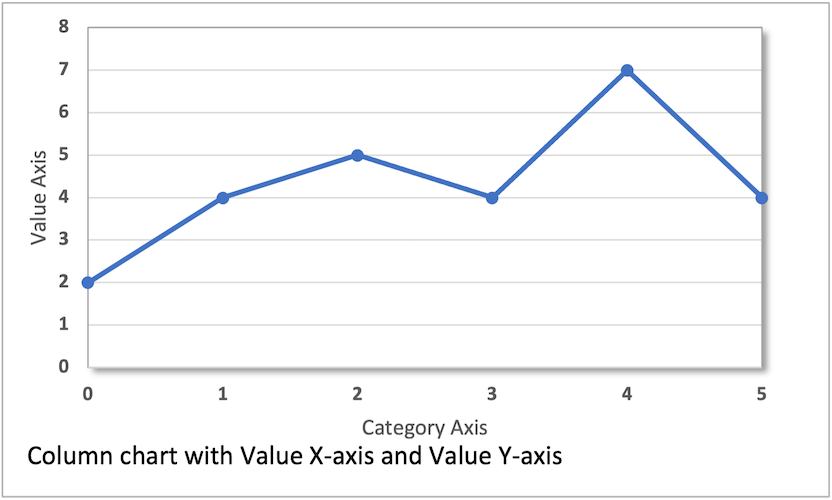 8
7
6
5
4
3
2
1
0
Value Axis
0 1 2 3 4 5
Category Axis
Column chart with Value X-axis and Value Y-axis